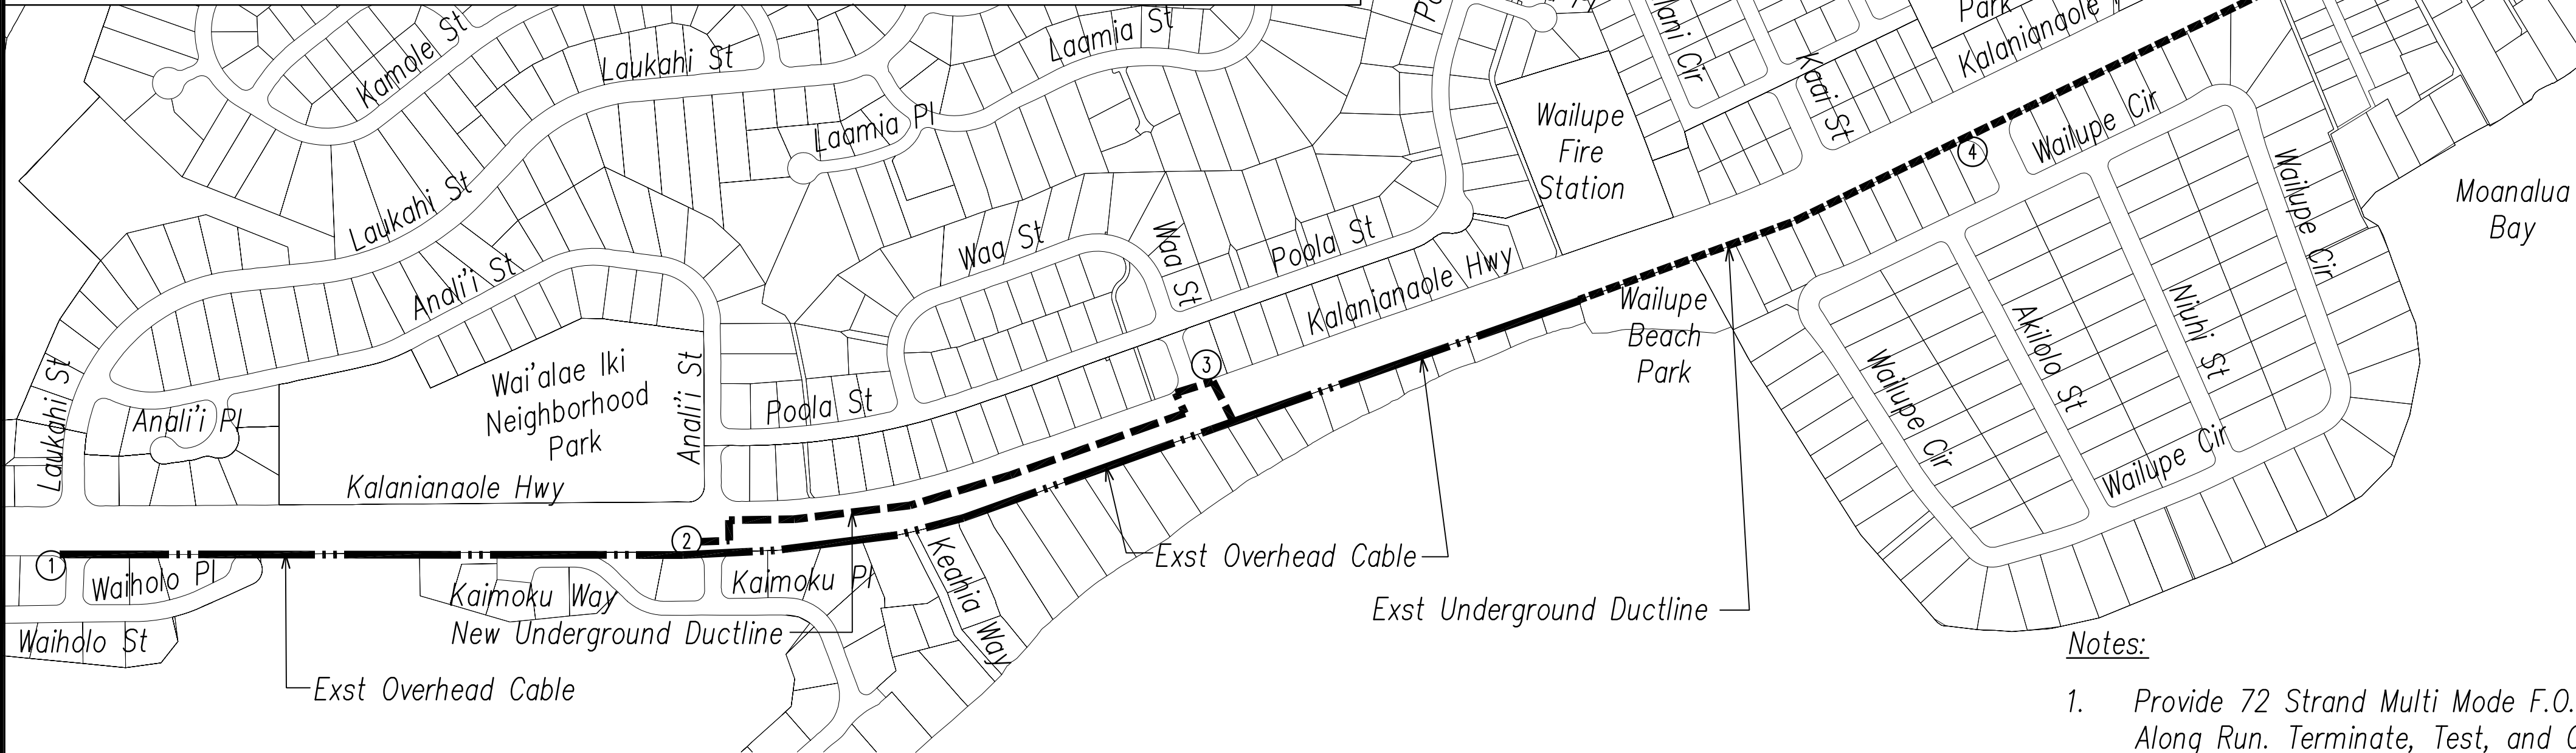 Kamole St
Laukahi St
Laamia St
Laamia Pl
Laukahi St
Anali'i St
Waa St
Waa St
Poola St
Kalanianaole Hwy
Wailupe
Fire
Station
Kaai St
Cir
Park
Kalanianaole
4
Wailupe Cir
Wailupe Cir
Moanalua
Bay
Laukahi St
Anali'i Pl
Wai'alae Iki
Neighborhood
Park
Anali'i St
Poola St
3
Wailupe
Beach
Park
Wailupe Cir
Akilolo St
Niuhi St
Wailupe Cir
Kalanianaole Hwy
1
2
Waiholo Pl
Kaimoku Way
Kaimoku Pl
Keahia Way
Exst Overhead Cable
Exst Underground Ductline
New Underground Ductline
Waiholo St
Exst Overhead Cable
Notes:
1. Provide 72 Strand Multi Mode F.O.
Along Run. Terminate, Test, and